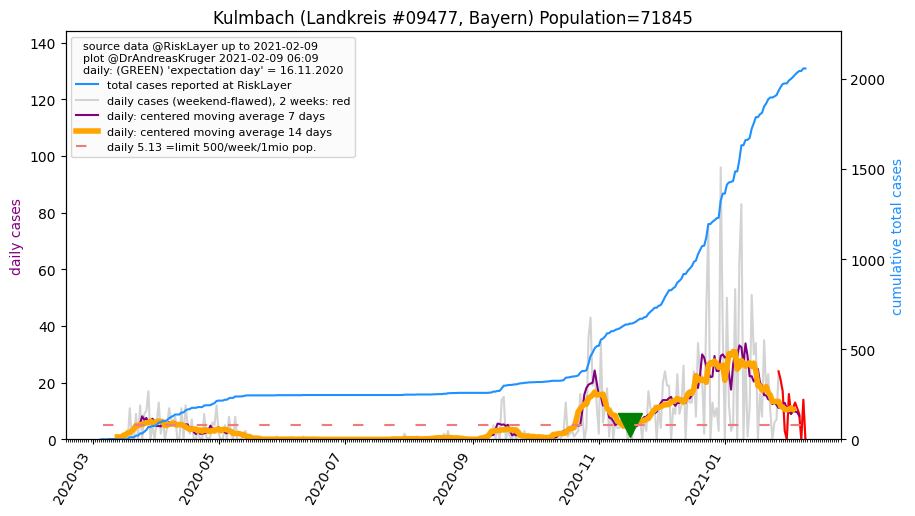 Kulmbach (Landkreis #09477, Bayern) Population=71845
source data @RiskLayer up to 2021-02-09
plot @DrAndreasKruger 2021-02-09 06:09
daily: (GREEN) 'expectation day' = 16.11.2020
total cases reported at RiskLayer
daily cases (weekend-flawed), 2 weeks: red
daily: centered moving average 7 days
daily: centered moving average 14 days
daily 5.13 =limit 500/week/1mio pop.
daily cases
140
120
100
80
60
40
20
0
cumulative total cases
2000
1500
1000
500
0
2020-03
2020-05
2020-07
2020-09
2020-11
2021-01